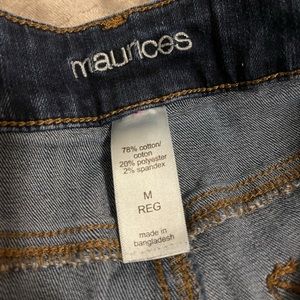 maurices
78% cotton/
coton
20% polyester
2% spandex
M
REG
made in
bangladesh